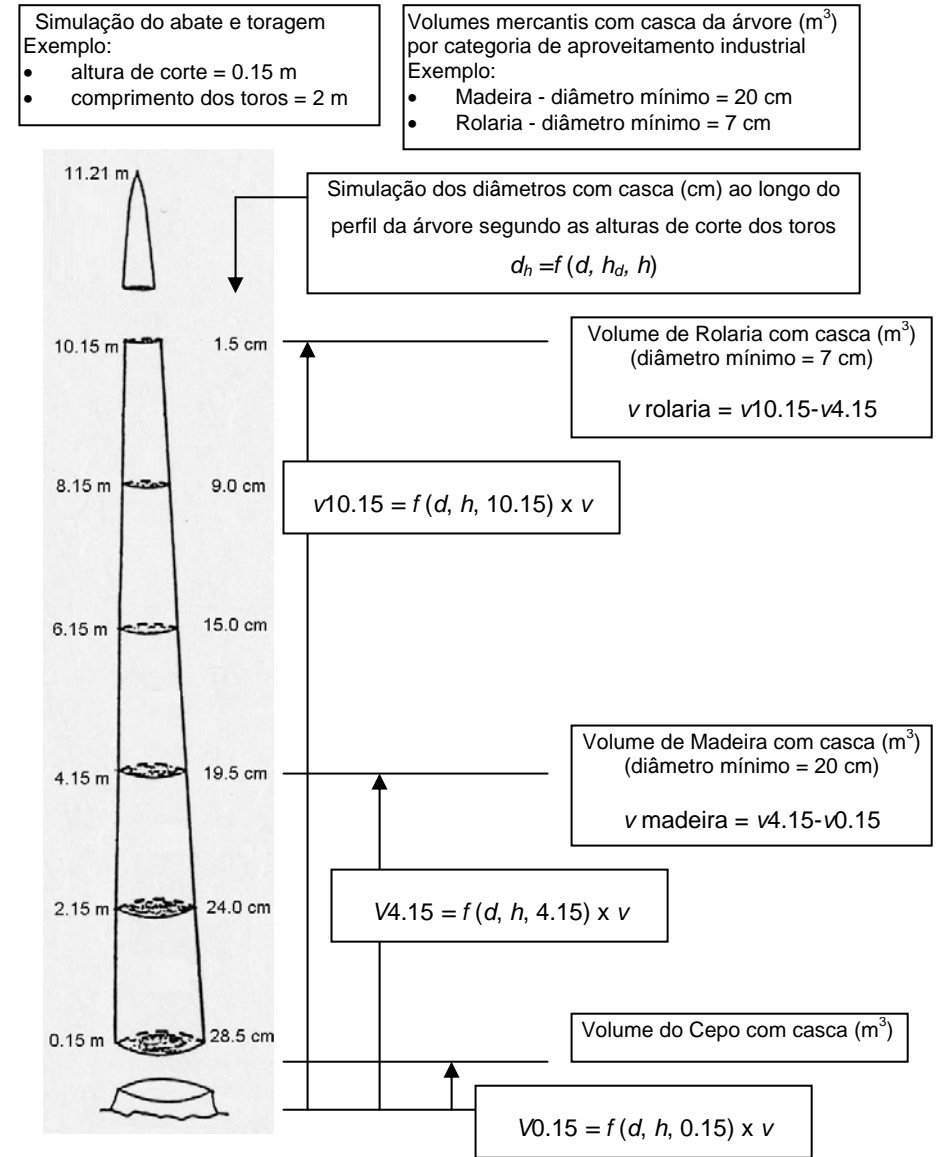 Simulação do abate e toragem
Exemplo:
• altura de corte = 0.15 m
• comprimento dos toros = 2 m
Volumes mercantis com casca da árvore (m³)
por categoria de aproveitamento industrial
Exemplo:
• Madeira - diâmetro mínimo = 20 cm
• Rolaria - diâmetro mínimo = 7 cm
11.21 m
Simulação dos diâmetros com casca (cm) ao longo do
perfil da árvore segundo as alturas de corte dos toros
dₕ =f (d, h_d, h)
10.15 m
1.5 cm
Volume de Rolaria com casca (m³)
(diâmetro mínimo = 7 cm)
v rolaria = v10.15-v4.15
8.15 m
9.0 cm
v10.15 = f (d, h, 10.15) x v
6.15 m
15.0 cm
4.15 m
19.5 cm
Volume de Madeira com casca (m³)
(diâmetro mínimo = 20 cm)
v madeira = v4.15-v0.15
2.15 m
24.0 cm
V4.15 = f (d, h, 4.15) x v
0.15 m
28.5 cm
Volume do Cepo com casca (m³)
V0.15 = f (d, h, 0.15) x v